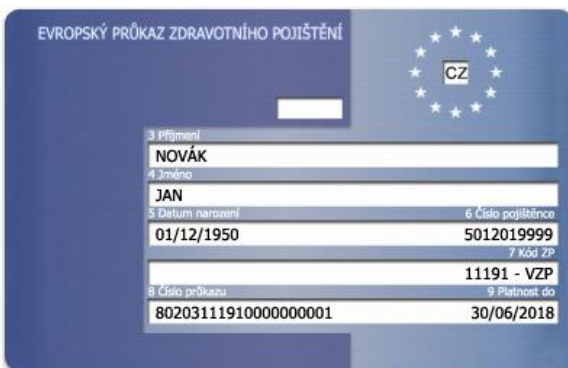 EVROPSKÝ PRŮKAZ ZDRAVOTNÍHO POJIŠTĚNÍ
CZ
3 Příjmení
NOVÁK
4 Jméno
JAN
5 Datum narození 6 Číslo pojištěnce
01/12/1950 5012019999
7 Kód ZP
11191 - VZP
8 Číslo průkazu 9 Platnost do
80203111910000000001 30/06/2018